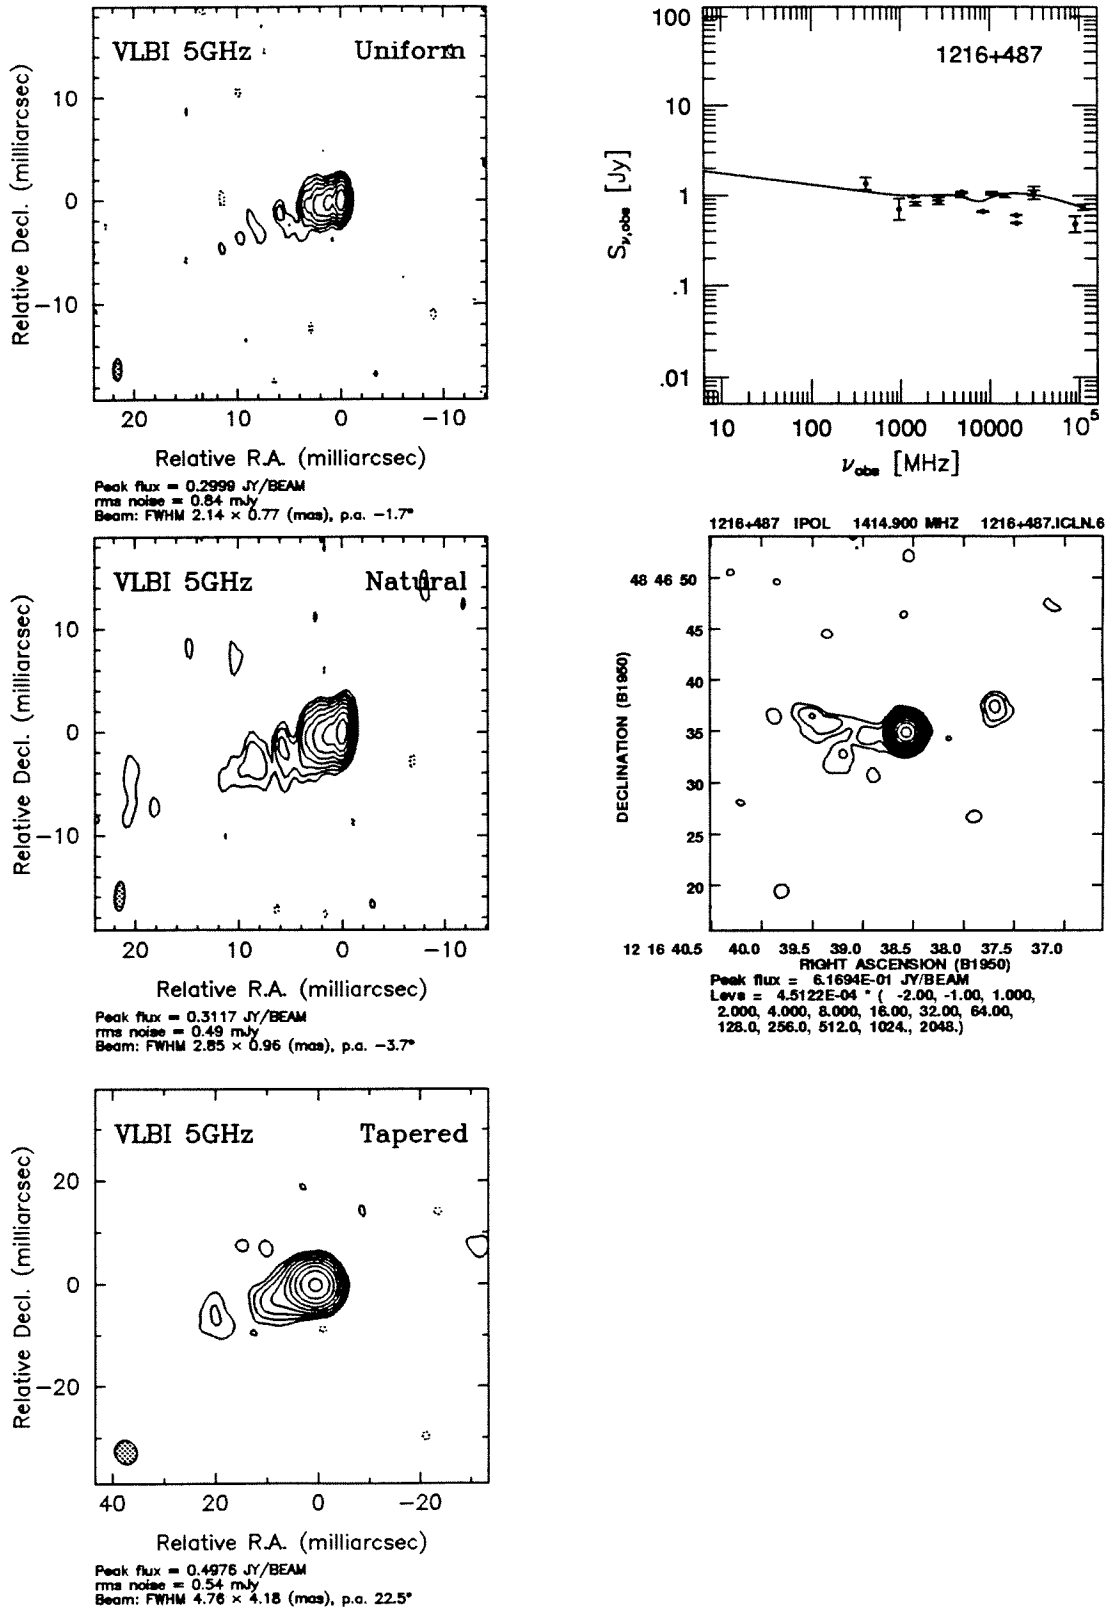 VLBI 5GHz Uniform
Relative Decl. (milliarcsec)
10
0
−10
20 10 0 −10
Relative R.A. (milliarcsec)
Peak flux = 0.2999 JY/BEAM
rms noise = 0.84 mJy
Beam: FWHM 2.14 × 0.77 (mas), p.a. −1.7°
1216+487
S ν,obs [Jy]
100
10
1
.1
.01
10 100 1000 10000 10⁵
ν obs [MHz]
VLBI 5GHz Natural
Relative Decl. (milliarcsec)
10
0
−10
20 10 0 −10
Relative R.A. (milliarcsec)
Peak flux = 0.3117 JY/BEAM
rms noise = 0.49 mJy
Beam: FWHM 2.85 × 0.96 (mas), p.a. −3.7°
1216+487 IPOL 1414.900 MHZ 1216+487.ICLN.6
DECLINATION (B1950)
48 46 50
45
40
35
30
25
20
12 16 40.5 40.0 39.5 39.0 38.5 38.0 37.5 37.0
RIGHT ASCENSION (B1950)
Peak flux = 6.1694E-01 JY/BEAM
Levs = 4.5122E-04 * ( -2.00, -1.00, 1.000,
2.000, 4.000, 8.000, 16.00, 32.00, 64.00,
128.0, 256.0, 512.0, 1024., 2048.)
VLBI 5GHz Tapered
Relative Decl. (milliarcsec)
20
0
−20
40 20 0 −20
Relative R.A. (milliarcsec)
Peak flux = 0.4976 JY/BEAM
rms noise = 0.54 mJy
Beam: FWHM 4.76 × 4.18 (mas), p.a. 22.5°